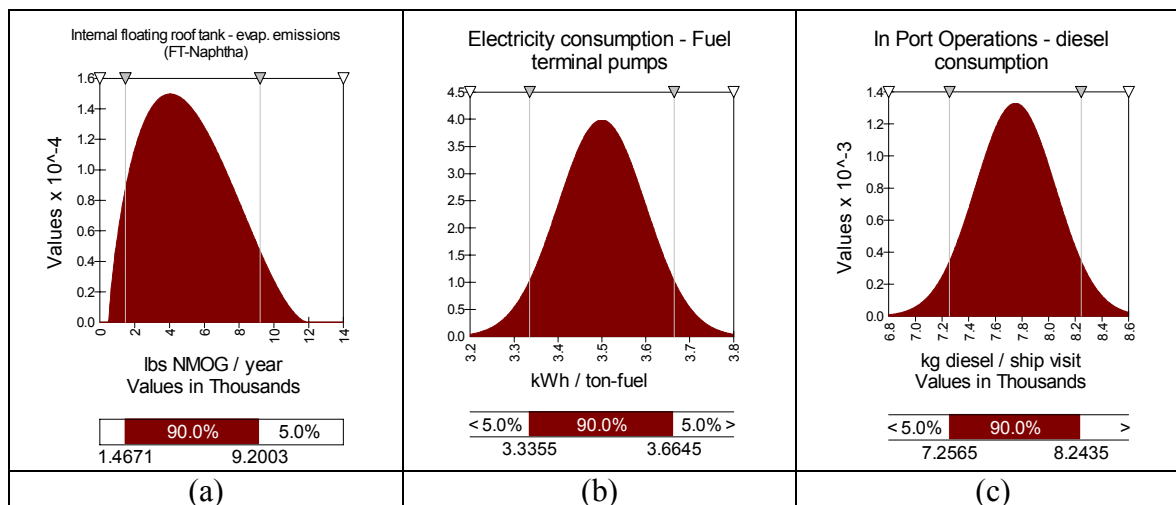 Internal floating roof tank - evap. emissions
(FT-Naphtha)
Values x 10^-4
1.6
1.4
1.2
1.0
0.8
0.6
0.4
0.2
0.0
0 2 4 6 8 10 12 14
lbs NMOG / year
Values in Thousands
90.0% 5.0%
1.4671 9.2003
(a)
Electricity consumption - Fuel
terminal pumps
4.5
4.0
3.5
3.0
2.5
2.0
1.5
1.0
0.5
0.0
3.2 3.3 3.4 3.5 3.6 3.7 3.8
kWh / ton-fuel
< 5.0% 90.0% 5.0% >
3.3355 3.6645
(b)
In Port Operations - diesel
consumption
Values x 10^-3
1.4
1.2
1.0
0.8
0.6
0.4
0.2
0.0
6.8 7.0 7.2 7.4 7.6 7.8 8.0 8.2 8.4 8.6
kg diesel / ship visit
Values in Thousands
< 5.0% 90.0% >
7.2565 8.2435
(c)